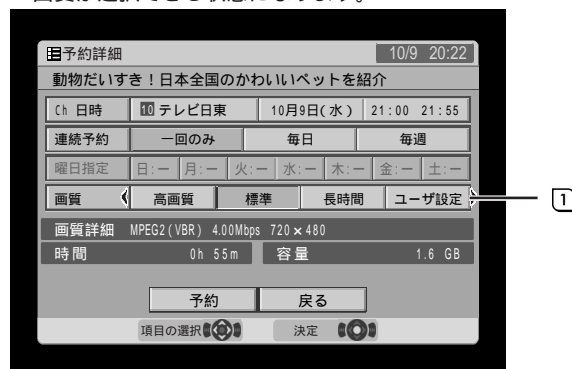 画質が選択できる状態になります。
予約詳細 10/9 20:22
動物だいすき！日本全国のかわいいペットを紹介
Ch 日時 10 テレビ日東 10月9日(水) 21:00 21:55
連続予約 一回のみ 毎日 毎週
曜日指定 日:ー 月:ー 火:ー 水:ー 木:ー 金:ー 土:ー
画質 高画質 標準 長時間 ユーザ設定 1
画質詳細 MPEG2(VBR) 4.00Mbps 720×480
時間 0h 55m 容量 1.6 GB
予約 戻る
項目の選択 決定